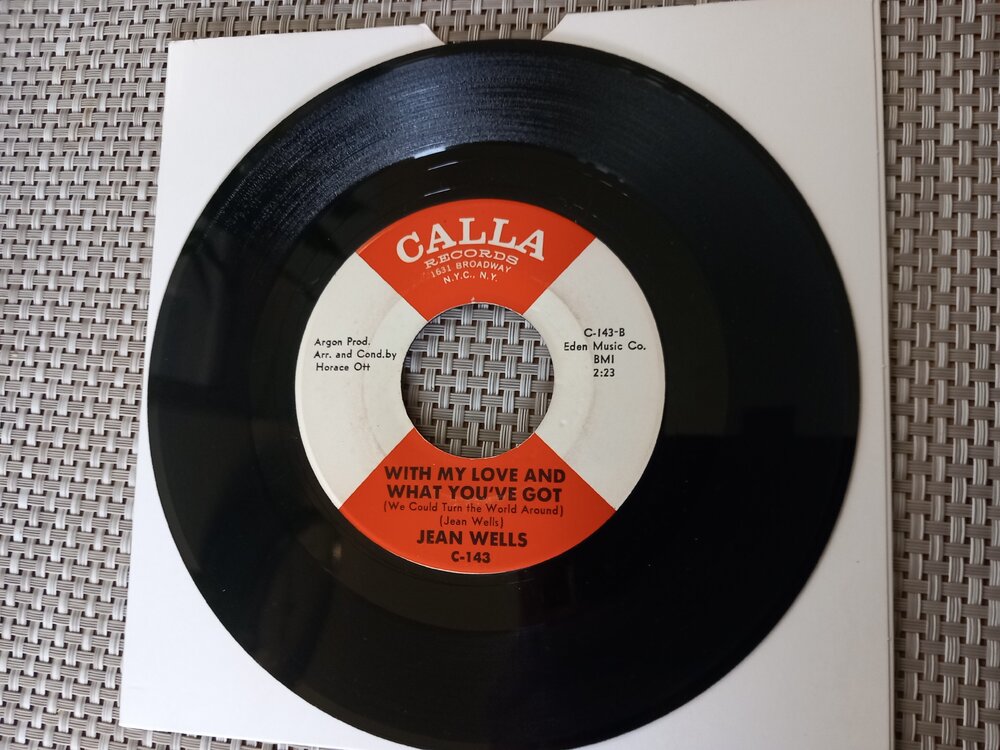 CALLA
RECORDS
1631 BROADWAY
N.Y.C., N.Y.
Argon Prod.
Arr. and Cond.by
Horace Ott
C-143-B
Eden Music Co.
BMI
2:23
WITH MY LOVE AND
WHAT YOU'VE GOT
(We Could Turn the World Around)
(Jean Wells)
JEAN WELLS
C-143